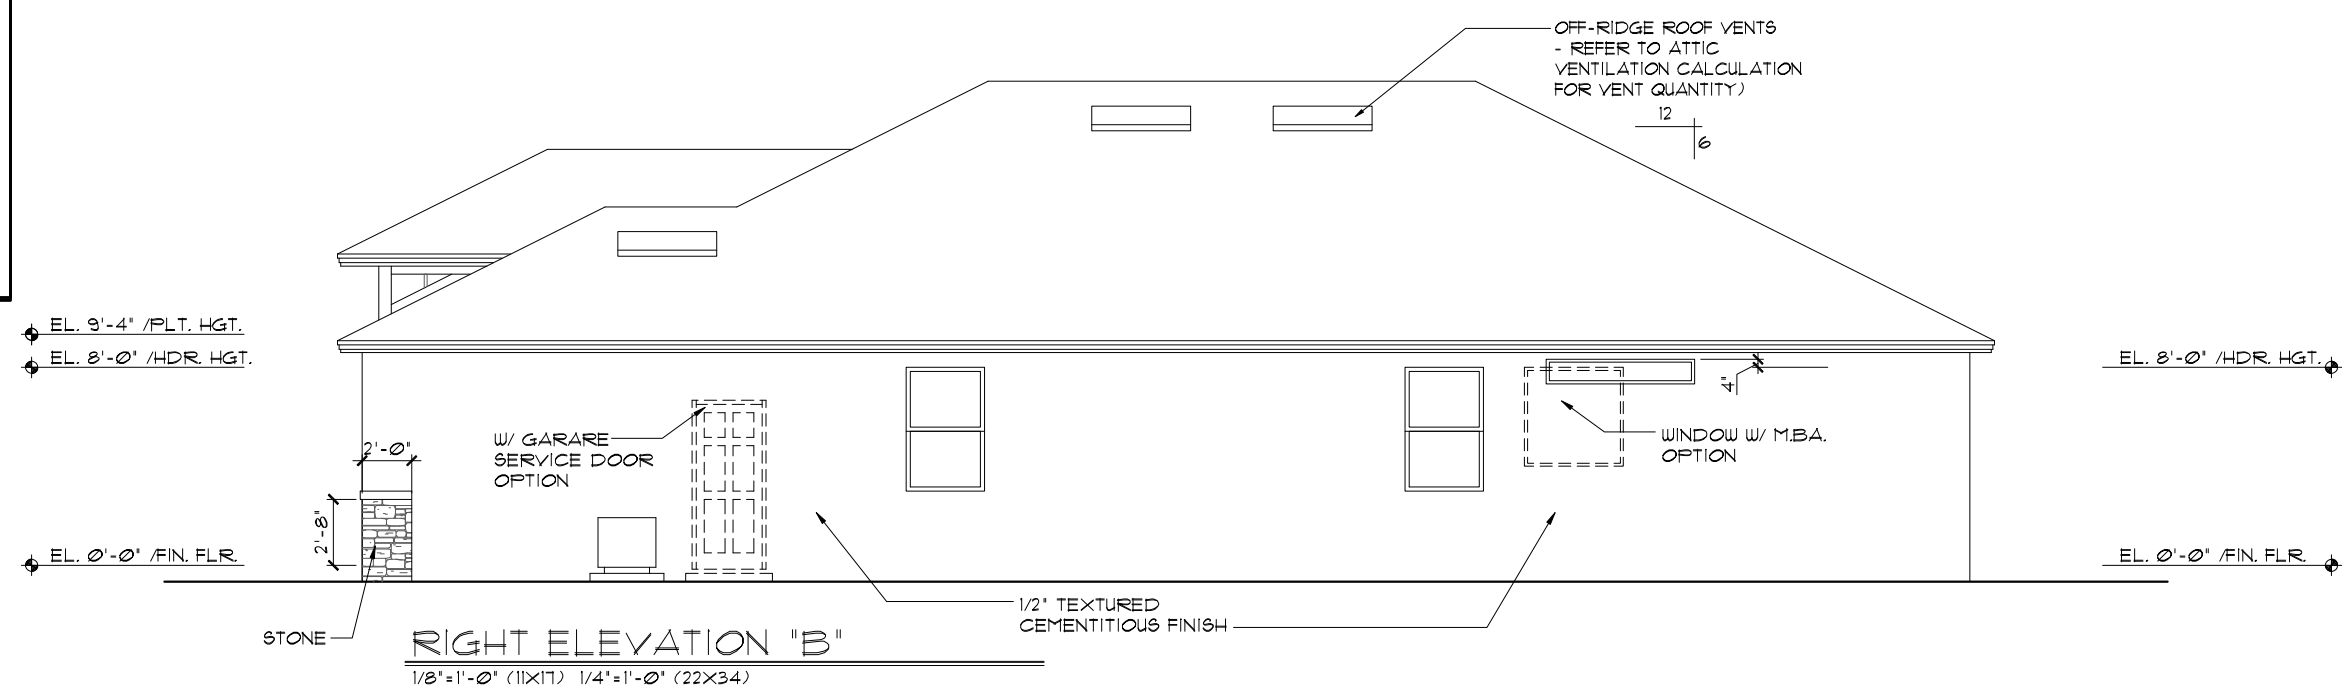 OFF-RIDGE ROOF VENTS
- REFER TO ATTIC
VENTILATION CALCULATION
FOR VENT QUANTITY)
12
6
EL. 9'-4" /PLT. HGT.
EL. 8'-0" /HDR. HGT.
EL. 8'-0" /HDR. HGT.
4"
2'-0"
W/ GARARE
SERVICE DOOR
OPTION
WINDOW W/ M.BA.
OPTION
2'-8"
EL. 0'-0" /FIN. FLR.
EL. 0'-0" /FIN. FLR.
1/2" TEXTURED
CEMENTITIOUS FINISH
STONE
RIGHT ELEVATION "B"
1/8"=1'-0" (11X17) 1/4"=1'-0" (22X34)